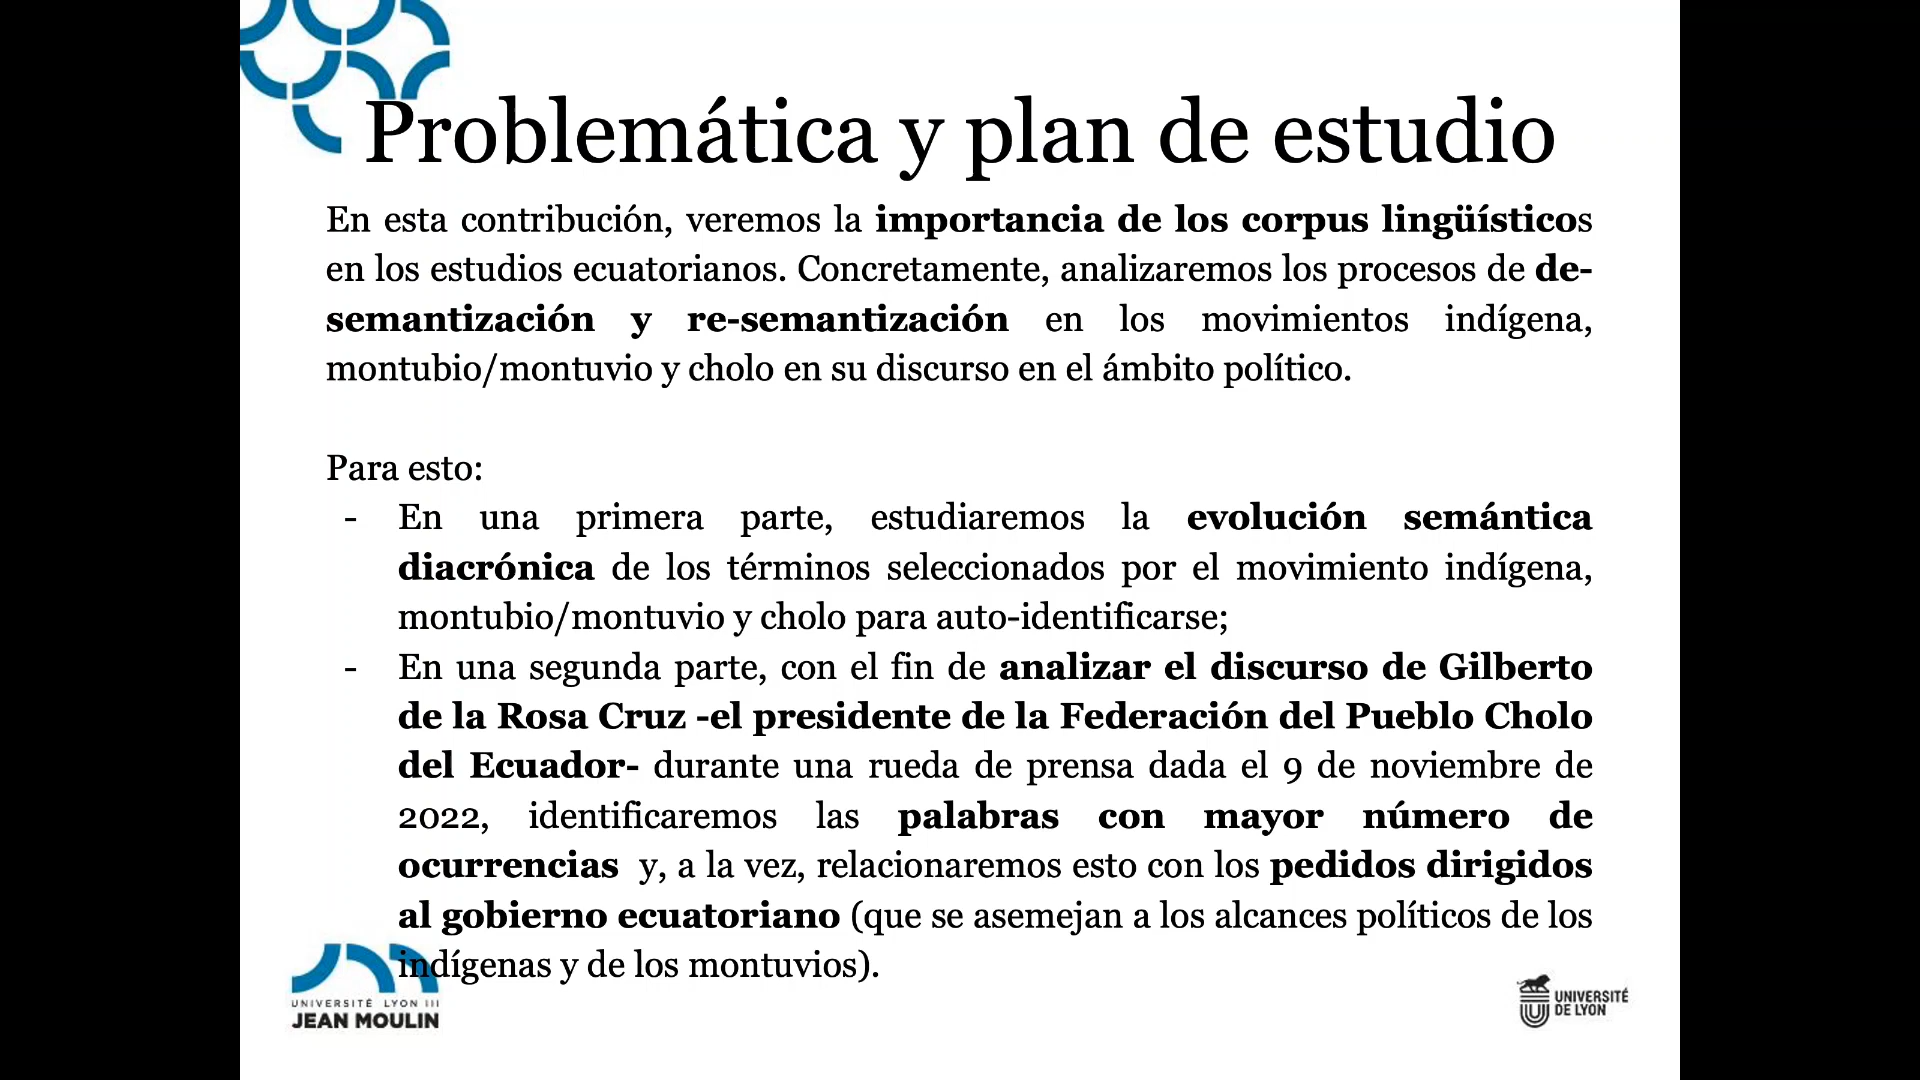 Problemática y plan de estudio
En esta contribución, veremos la importancia de los corpus lingüísticos
en los estudios ecuatorianos. Concretamente, analizaremos los procesos de de-
semantización y re-semantización en los movimientos indígena,
montubio/montuvio y cholo en su discurso en el ámbito político.
Para esto:
- En una primera parte, estudiaremos la evolución semántica
diacrónica de los términos seleccionados por el movimiento indígena,
montubio/montuvio y cholo para auto-identificarse;
- En una segunda parte, con el fin de analizar el discurso de Gilberto
de la Rosa Cruz -el presidente de la Federación del Pueblo Cholo
del Ecuador- durante una rueda de prensa dada el 9 de noviembre de
2022, identificaremos las palabras con mayor número de
ocurrencias y, a la vez, relacionaremos esto con los pedidos dirigidos
al gobierno ecuatoriano (que se asemejan a los alcances políticos de los
indígenas y de los montuvios).
UNIVERSITÉ LYON III
JEAN MOULIN
UNIVERSITÉ
DE LYON